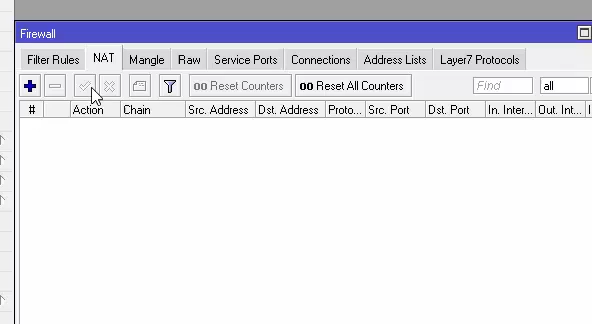 Firewall
Filter Rules NAT Mangle Raw Service Ports Connections Address Lists Layer7 Protocols
00 Reset Counters 00 Reset All Counters Find all
# Action Chain Src. Address Dst. Address Proto... Src. Port Dst. Port In. Inter... Out. Int...